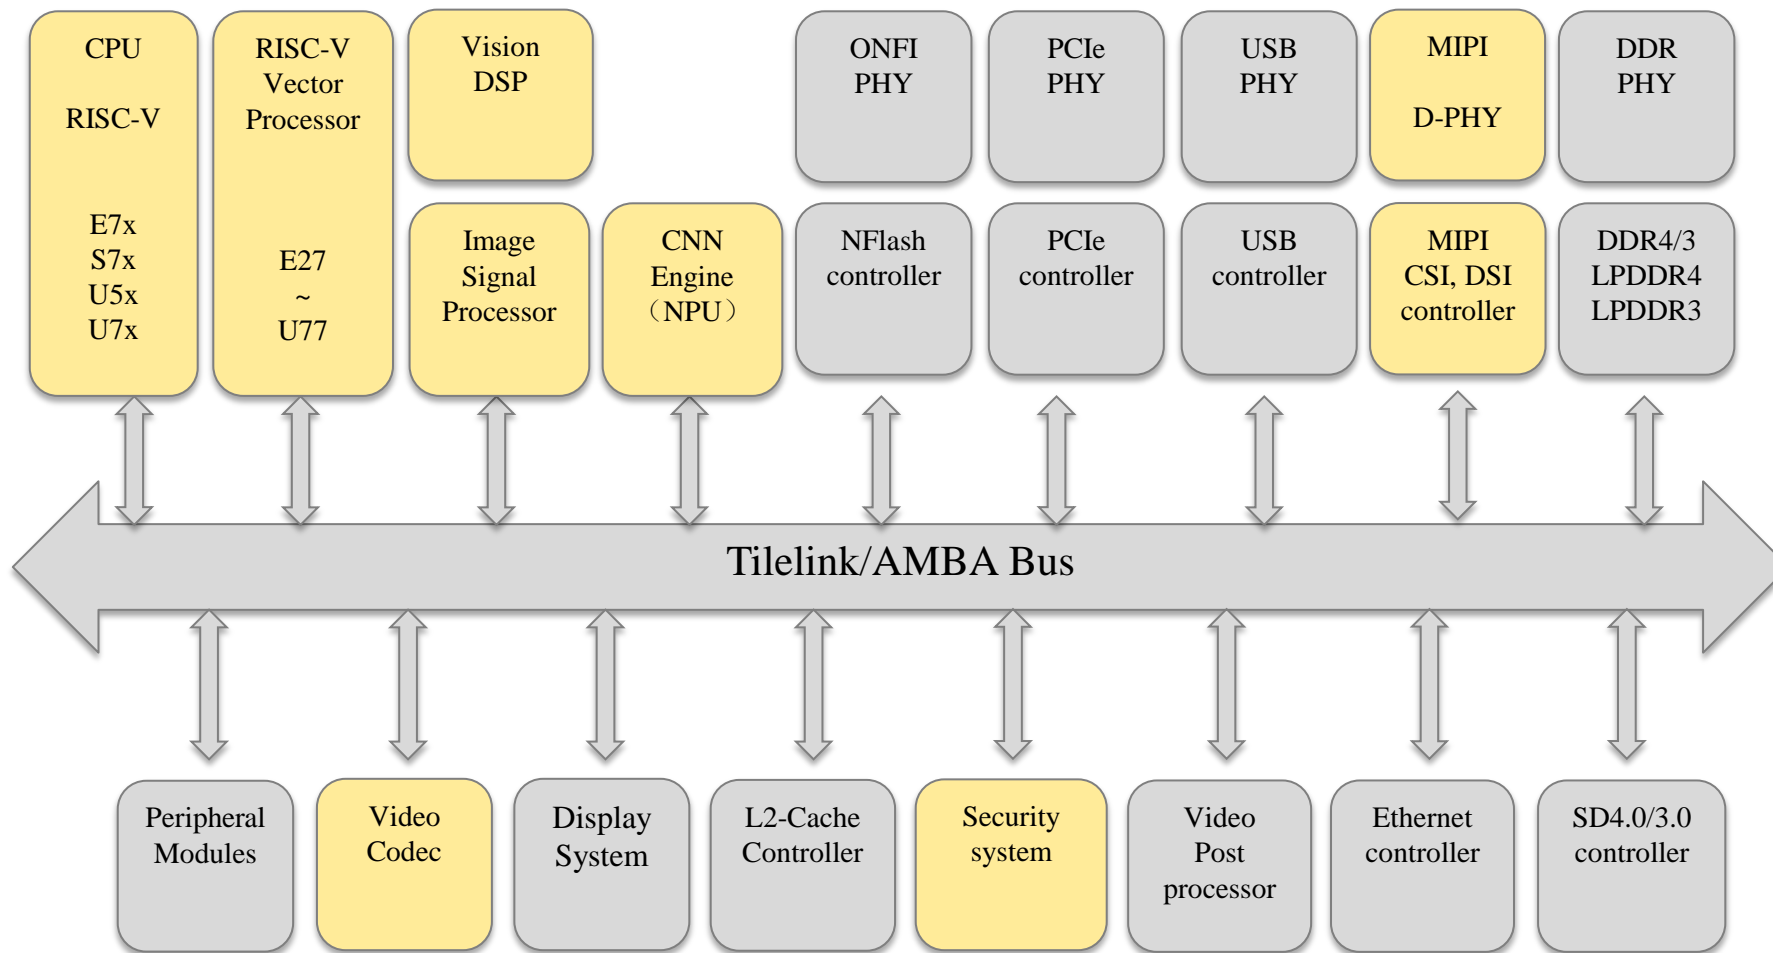 CPU
RISC-V
E7x
S7x
U5x
U7x
RISC-V
Vector
Processor
E27
~
U77
Vision
DSP
Image
Signal
Processor
CNN
Engine
（NPU）
ONFI
PHY
NFlash
controller
PCIe
PHY
PCIe
controller
USB
PHY
USB
controller
MIPI
D-PHY
MIPI
CSI, DSI
controller
DDR
PHY
DDR4/3
LPDDR4
LPDDR3
Tilelink/AMBA Bus
Peripheral
Modules
Video
Codec
Display
System
L2-Cache
Controller
Security
system
Video
Post
processor
Ethernet
controller
SD4.0/3.0
controller